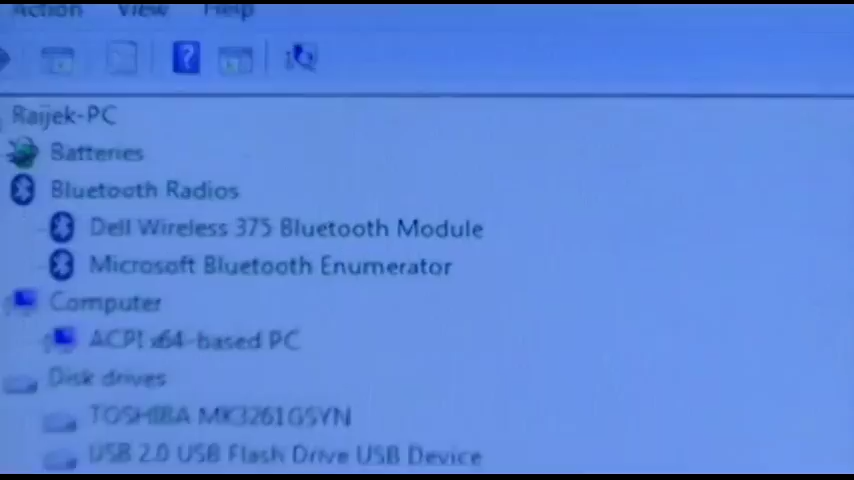 Action View Help
Raijek-PC
Batteries
Bluetooth Radios
Dell Wireless 375 Bluetooth Module
Microsoft Bluetooth Enumerator
Computer
ACPI x64-based PC
Disk drives
TOSHIBA MK3261GSYN
USB 2.0 USB Flash Drive USB Device